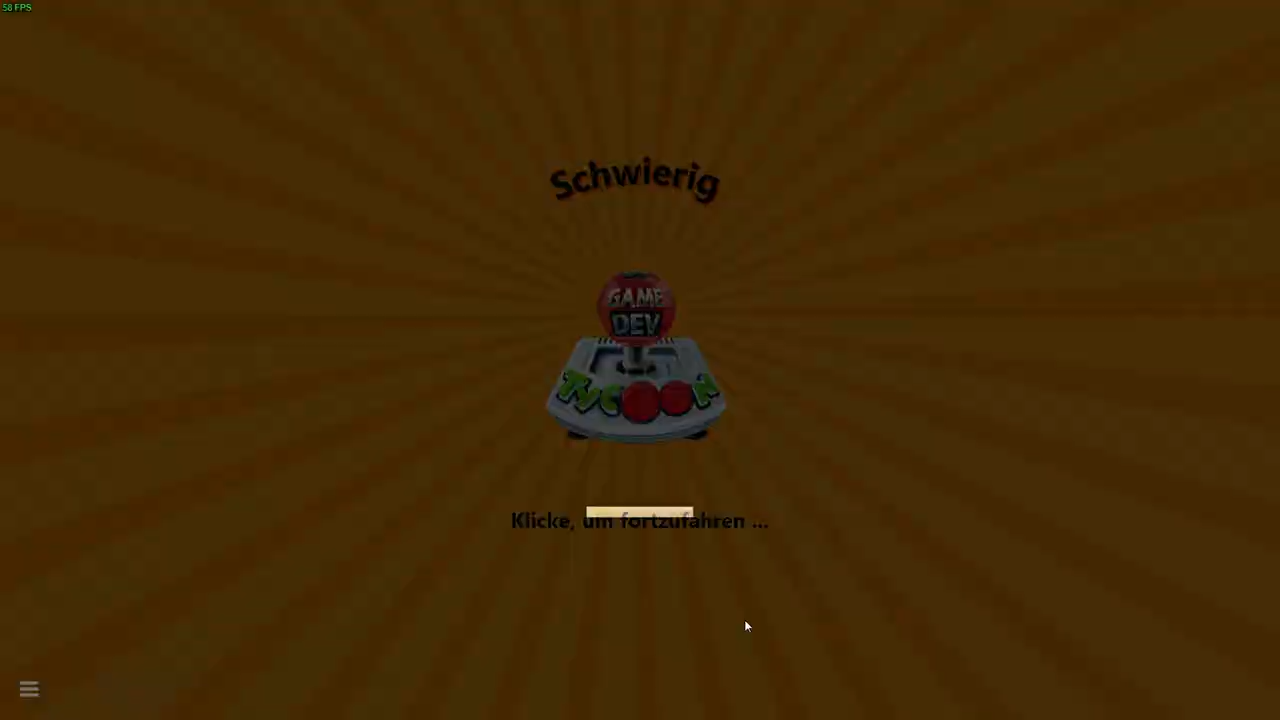 58 FPS
Schwierig
GAME
DEV
TYCOON
Klicke, um fortzufahren ...